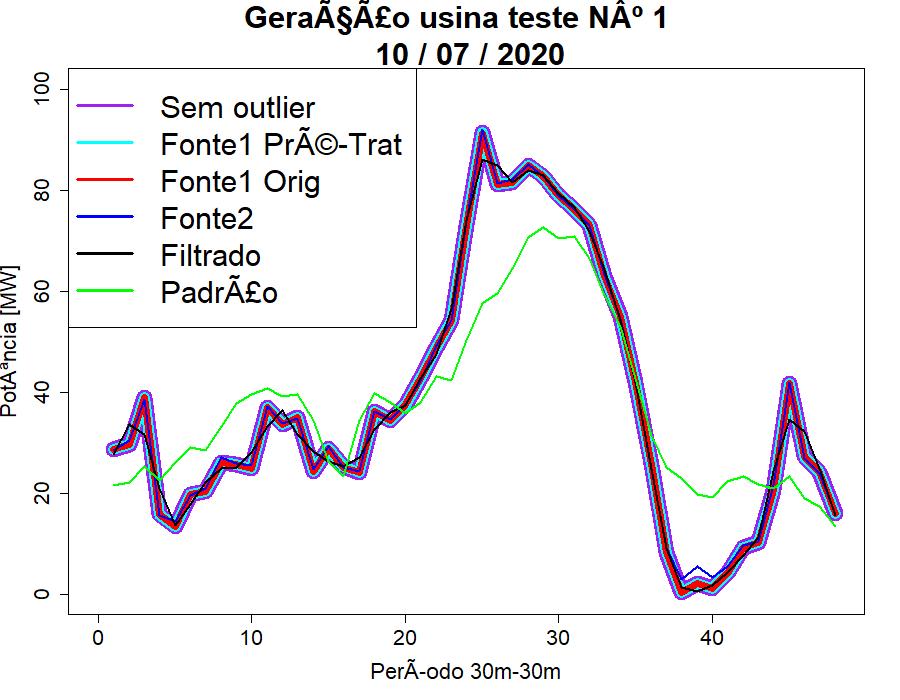 GeraÃ§Ã£o usina teste NÂº 1
10 / 07 / 2020
Sem outlier
Fonte1 PrÃ©-Trat
Fonte1 Orig
Fonte2
Filtrado
PadrÃ£o
PotÃªncia [MW]
100
80
60
40
20
0
0
10
20
30
40
PerÃ-odo 30m-30m